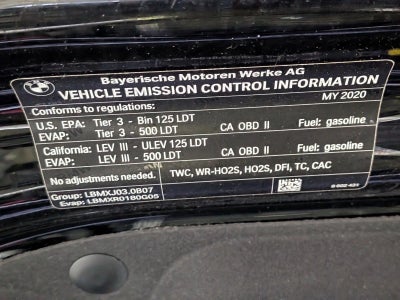 BMW
Bayerische Motoren Werke AG
VEHICLE EMISSION CONTROL INFORMATION
Conforms to regulations: MY 2020
U.S. EPA: Tier 3 - Bin 125 LDT
EVAP: Tier 3 - 500 LDT CA OBD II Fuel: gasoline
California: LEV III - ULEV 125 LDT
EVAP: LEV III - 500 LDT CA OBD II Fuel: gasoline
No adjustments needed. TWC, WR-HO2S, HO2S, DFI, TC, CAC
Group: LBMXJ03.0B07
Evap: LBMXR0180G05